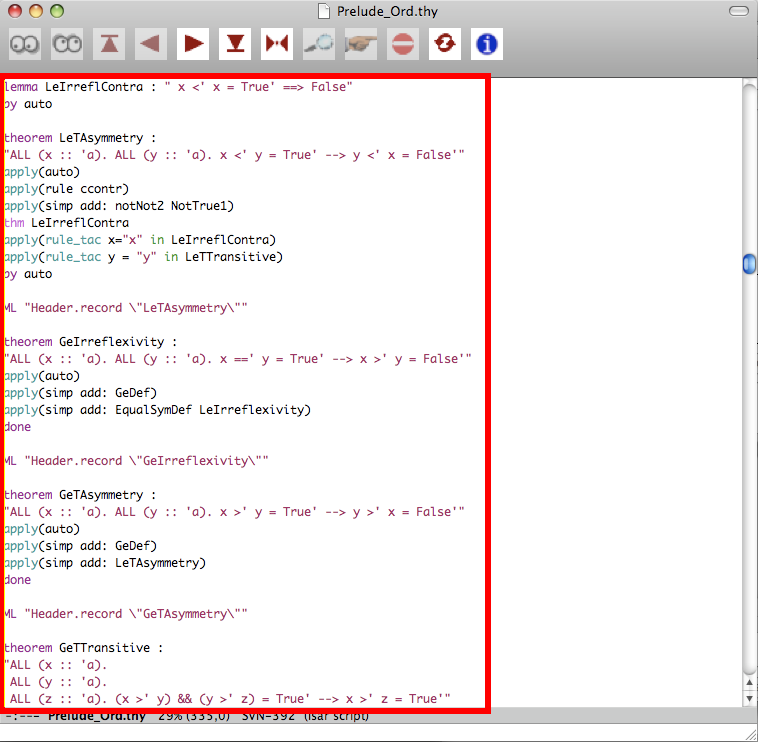 Prelude_Ord.thy
lemma LeIrreflContra : " x <' x = True' ==> False"
by auto
theorem LeTAsymmetry :
"ALL (x :: 'a). ALL (y :: 'a). x <' y = True' --> y <' x = False'"
apply(auto)
apply(rule ccontr)
apply(simp add: notNot2 NotTrue1)
thm LeIrreflContra
apply(rule_tac x="x" in LeIrreflContra)
apply(rule_tac y = "y" in LeTTransitive)
by auto
ML "Header.record \"LeTAsymmetry\""
theorem GeIrreflexivity :
"ALL (x :: 'a). ALL (y :: 'a). x ==' y = True' --> x >' y = False'"
apply(auto)
apply(simp add: GeDef)
apply(simp add: EqualSymDef LeIrreflexivity)
done
ML "Header.record \"GeIrreflexivity\""
theorem GeTAsymmetry :
"ALL (x :: 'a). ALL (y :: 'a). x >' y = True' --> y >' x = False'"
apply(auto)
apply(simp add: GeDef)
apply(simp add: LeTAsymmetry)
done
ML "Header.record \"GeTAsymmetry\""
theorem GeTTransitive :
"ALL (x :: 'a).
ALL (y :: 'a).
ALL (z :: 'a). (x >' y) && (y >' z) = True' --> x >' z = True'"
-:--- Prelude_Ord.thy 29% SVN-392 (Isar script)